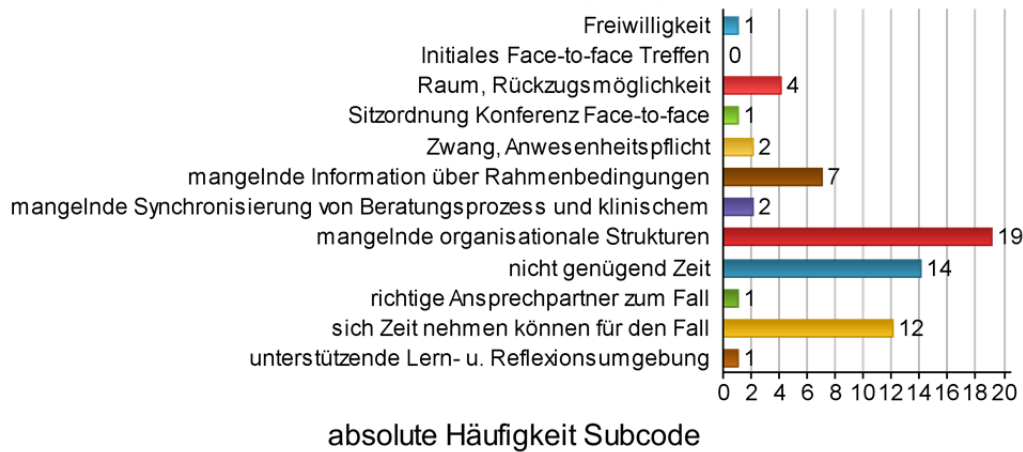 Freiwilligkeit 1
Initiales Face-to-face Treffen 0
Raum, Rückzugsmöglichkeit 4
Sitzordnung Konferenz Face-to-face 1
Zwang, Anwesenheitspflicht 2
mangelnde Information über Rahmenbedingungen 7
mangelnde Synchronisierung von Beratungsprozess und klinischem 2
mangelnde organisationale Strukturen 19
nicht genügend Zeit 14
richtige Ansprechpartner zum Fall 1
sich Zeit nehmen können für den Fall 12
unterstützende Lern- u. Reflexionsumgebung 1
0 2 4 6 8 10 12 14 16 18 20
absolute Häufigkeit Subcode